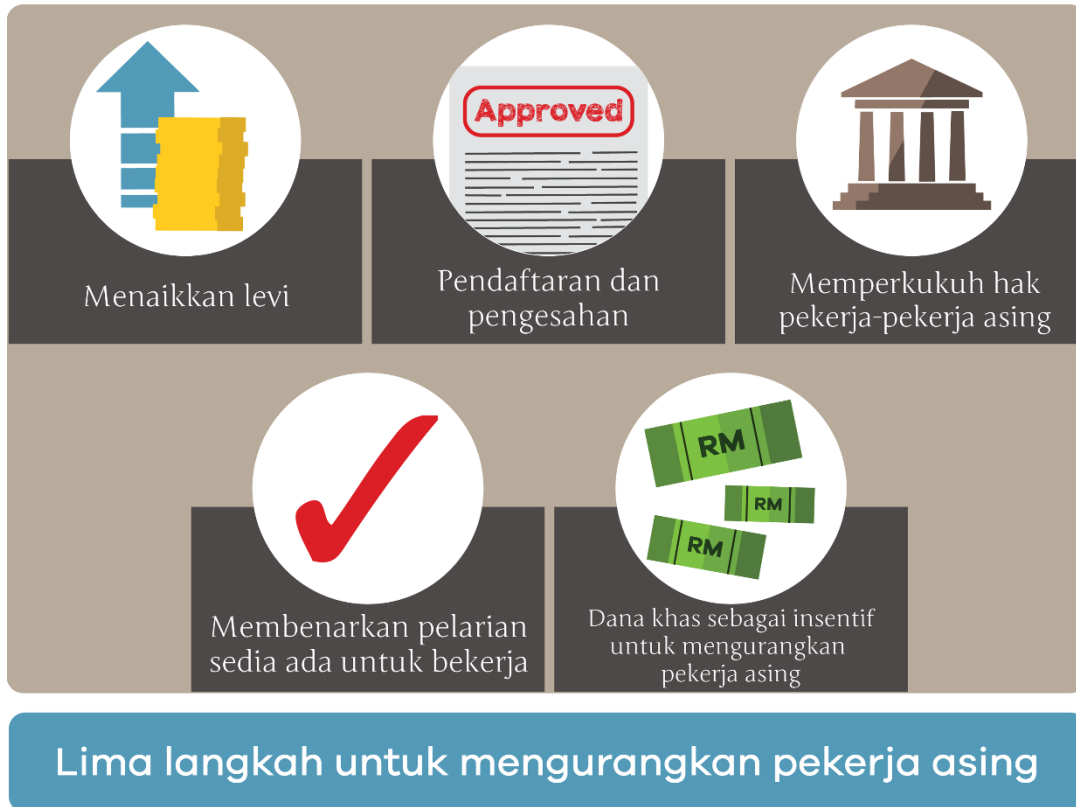 Approved
Menaikkan levi
Pendaftaran dan
pengesahan
Memperkukuh hak
pekerja-pekerja asing
RM
RM
RM
Membenarkan pelarian
sedia ada untuk bekerja
Dana khas sebagai insentif
untuk mengurangkan
pekerja asing
Lima langkah untuk mengurangkan pekerja asing